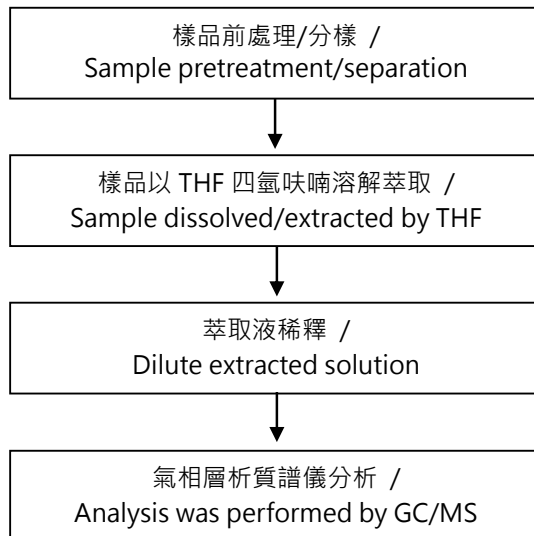 樣品前處理/分樣 /
Sample pretreatment/separation
樣品以 THF 四氫呋喃溶解萃取 /
Sample dissolved/extracted by THF
萃取液稀釋 /
Dilute extracted solution
氣相層析質譜儀分析 /
Analysis was performed by GC/MS